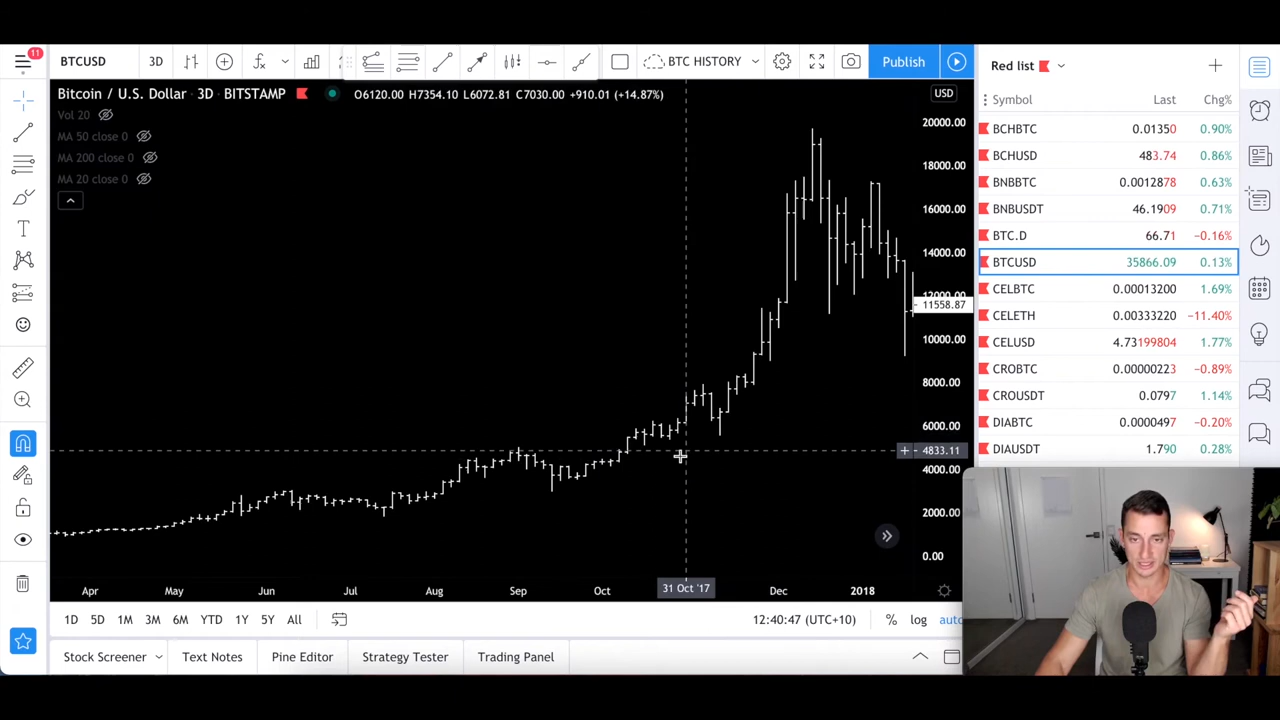 11
BTCUSD 3D BTC HISTORY Publish
Bitcoin / U.S. Dollar · 3D · BITSTAMP O6120.00 H7354.10 L6072.81 C7030.00 +910.01 (+14.87%)
Vol 20
MA 50 close 0
MA 200 close 0
MA 20 close 0
USD
20000.00
18000.00
16000.00
14000.00
12000.00
11558.87
10000.00
8000.00
6000.00
4833.11
4000.00
2000.00
0.00
Apr May Jun Jul Aug Sep Oct 31 Oct '17 Dec 2018
1D 5D 1M 3M 6M YTD 1Y 5Y All 12:40:47 (UTC+10) % log auto
Stock Screener Text Notes Pine Editor Strategy Tester Trading Panel
Red list
Symbol Last Chg%
BCHBTC 0.01350 0.90%
BCHUSD 483.74 0.86%
BNBBTC 0.0012878 0.63%
BNBUSDT 46.1909 0.71%
BTC.D 66.71 −0.16%
BTCUSD 35866.09 0.13%
CELBTC 0.00013200 1.69%
CELETH 0.00333220 −11.40%
CELUSD 4.73199804 1.77%
CROBTC 0.00000223 −0.89%
CROUSDT 0.0797 1.14%
DIABTC 0.0000497 −0.20%
DIAUSDT 1.790 0.28%